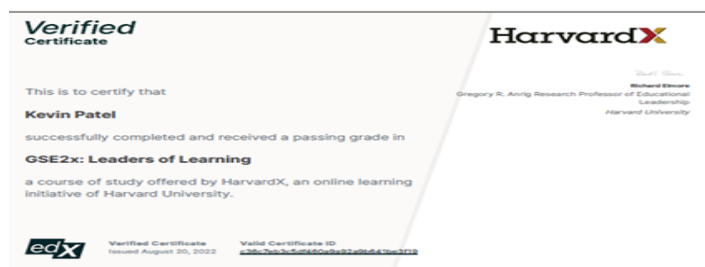 Verified
Certificate
HarvardX
This is to certify that
Kevin Patel
successfully completed and received a passing grade in
GSE2x: Leaders of Learning
a course of study offered by HarvardX, an online learning
initiative of Harvard University.
Richard Elmore
Gregory R. Anrig Research Professor of Educational
Leadership
Harvard University
edX
Verified Certificate
Issued August 20, 2022
Valid Certificate ID